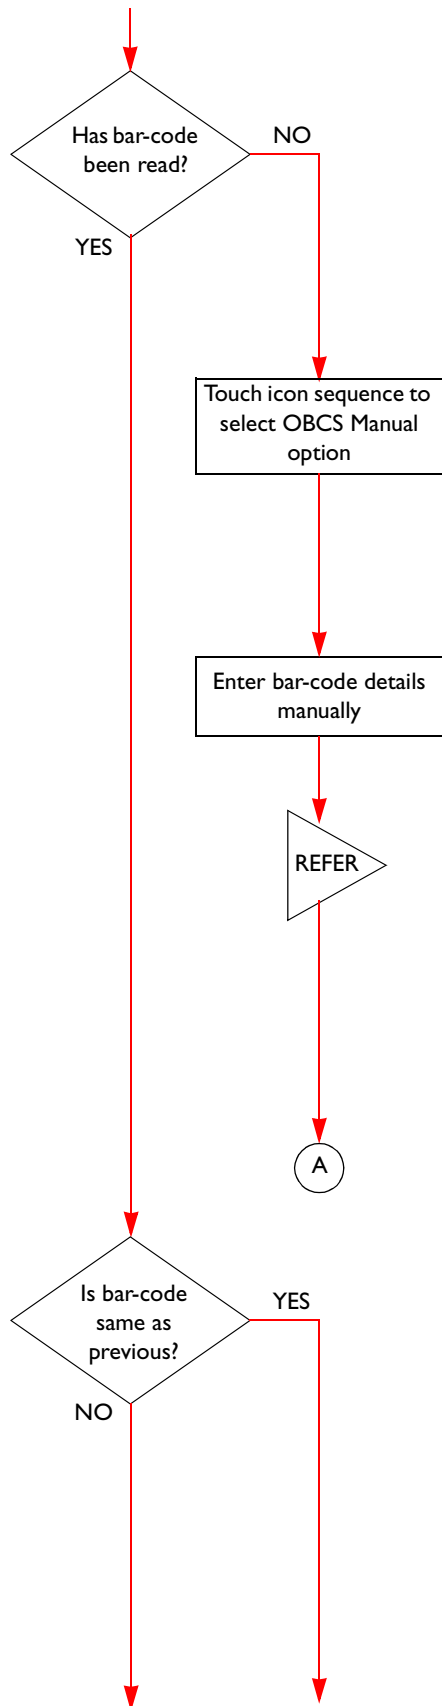 Has bar-code
been read?
NO
YES
Touch icon sequence to
select OBCS Manual
option
Enter bar-code details
manually
REFER
A
Is bar-code
same as
previous?
YES
NO